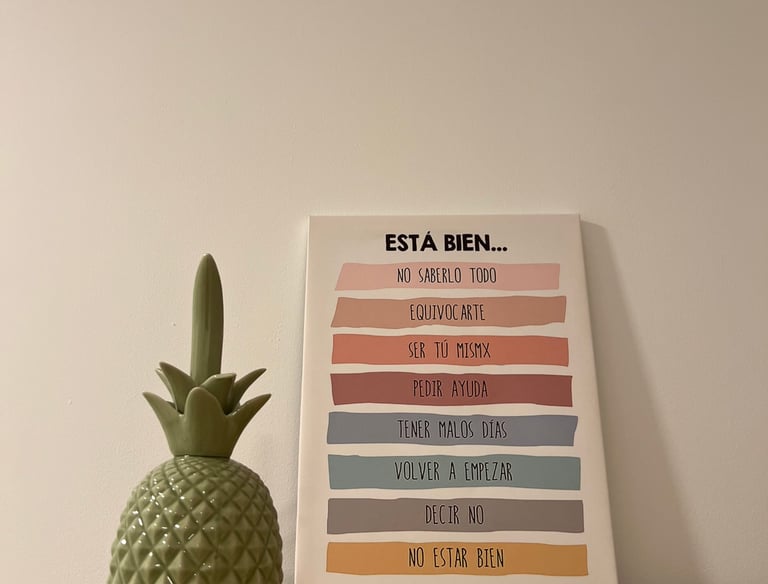 ESTÁ BIEN...
NO SABERLO TODO
EQUIVOCARTE
SER TÚ MISMX
PEDIR AYUDA
TENER MALOS DÍAS
VOLVER A EMPEZAR
DECIR NO
NO ESTAR BIEN